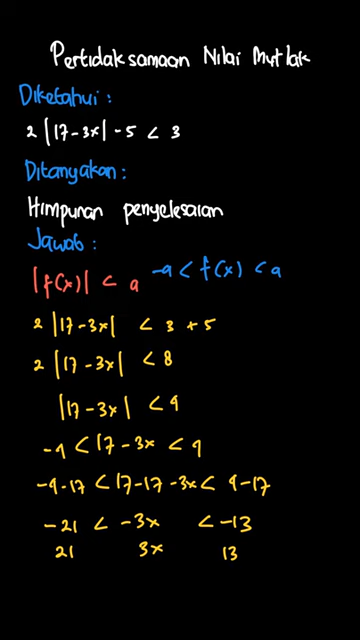 Pertidaksamaan Nilai Mutlak
Diketahui :
2 |17 - 3x| - 5 < 3
Ditanyakan :
Himpunan penyelesaian
Jawab :
|f(x)| < a -a < f(x) < a
2 |17 - 3x| < 3 + 5
2 |17 - 3x| < 8
|17 - 3x| < 4
-4 < 17 - 3x < 4
-4 - 17 < 17 - 17 - 3x < 4 - 17
-21 < -3x < -13
21 3x 13